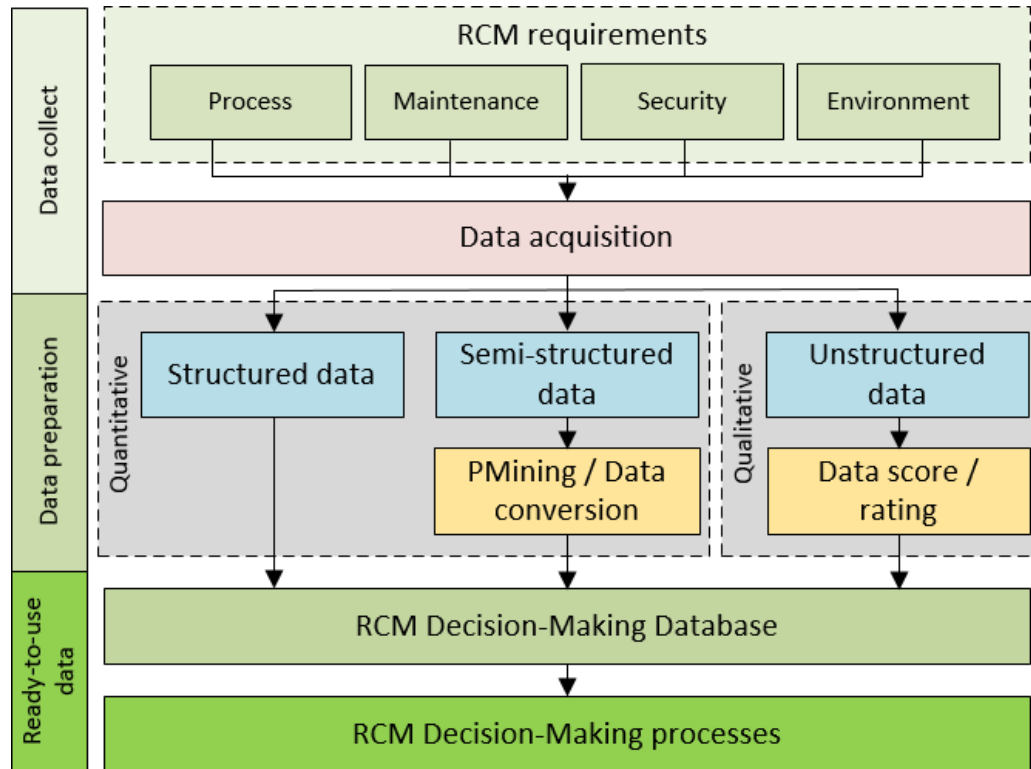 Data collect
RCM requirements
Process
Maintenance
Security
Environment
Data acquisition
Data preparation
Quantitative
Structured data
Semi-structured
data
PMining / Data
conversion
Qualitative
Unstructured
data
Data score /
rating
Ready-to-use
data
RCM Decision-Making Database
RCM Decision-Making processes